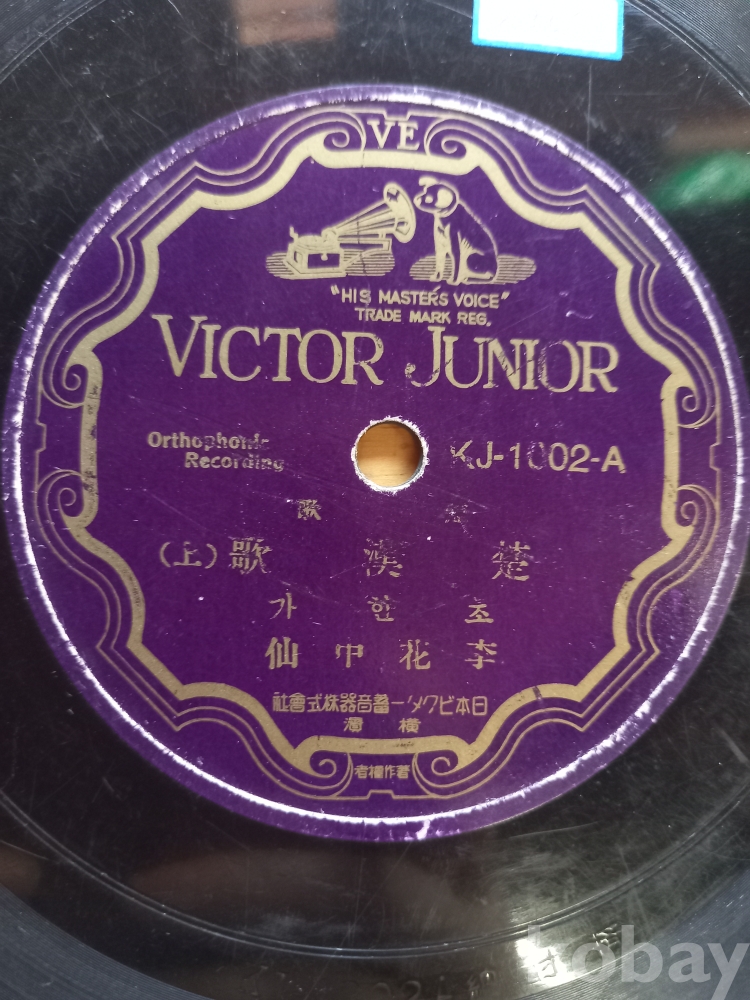 VE
"HIS MASTER'S VOICE"
TRADE MARK REG.
VICTOR JUNIOR
Orthophonic
Recording
KJ-1002-A
歌
楚漢歌(上)
초한가
李花中仙
日本ビクター蓄音器株式會社
橫濱
著作權者
kobay